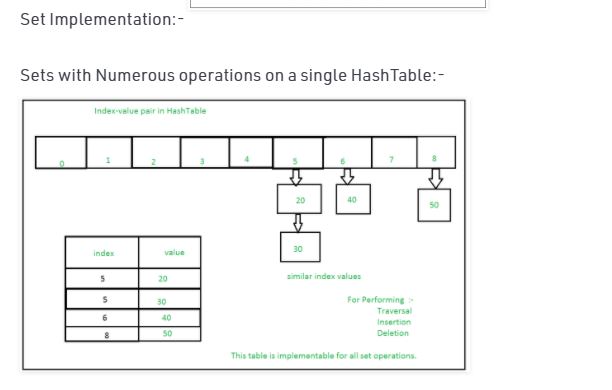 Set Implementation:-
Sets with Numerous operations on a single HashTable:-
Index-value pair in HashTable
0 1 2 3 4 5 6 7 8
20 40 50
30
index value
5 20
5 30
6 40
8 50
similar index values
For Performing :-
Traversal
Insertion
Deletion
This table is implementable for all set operations.